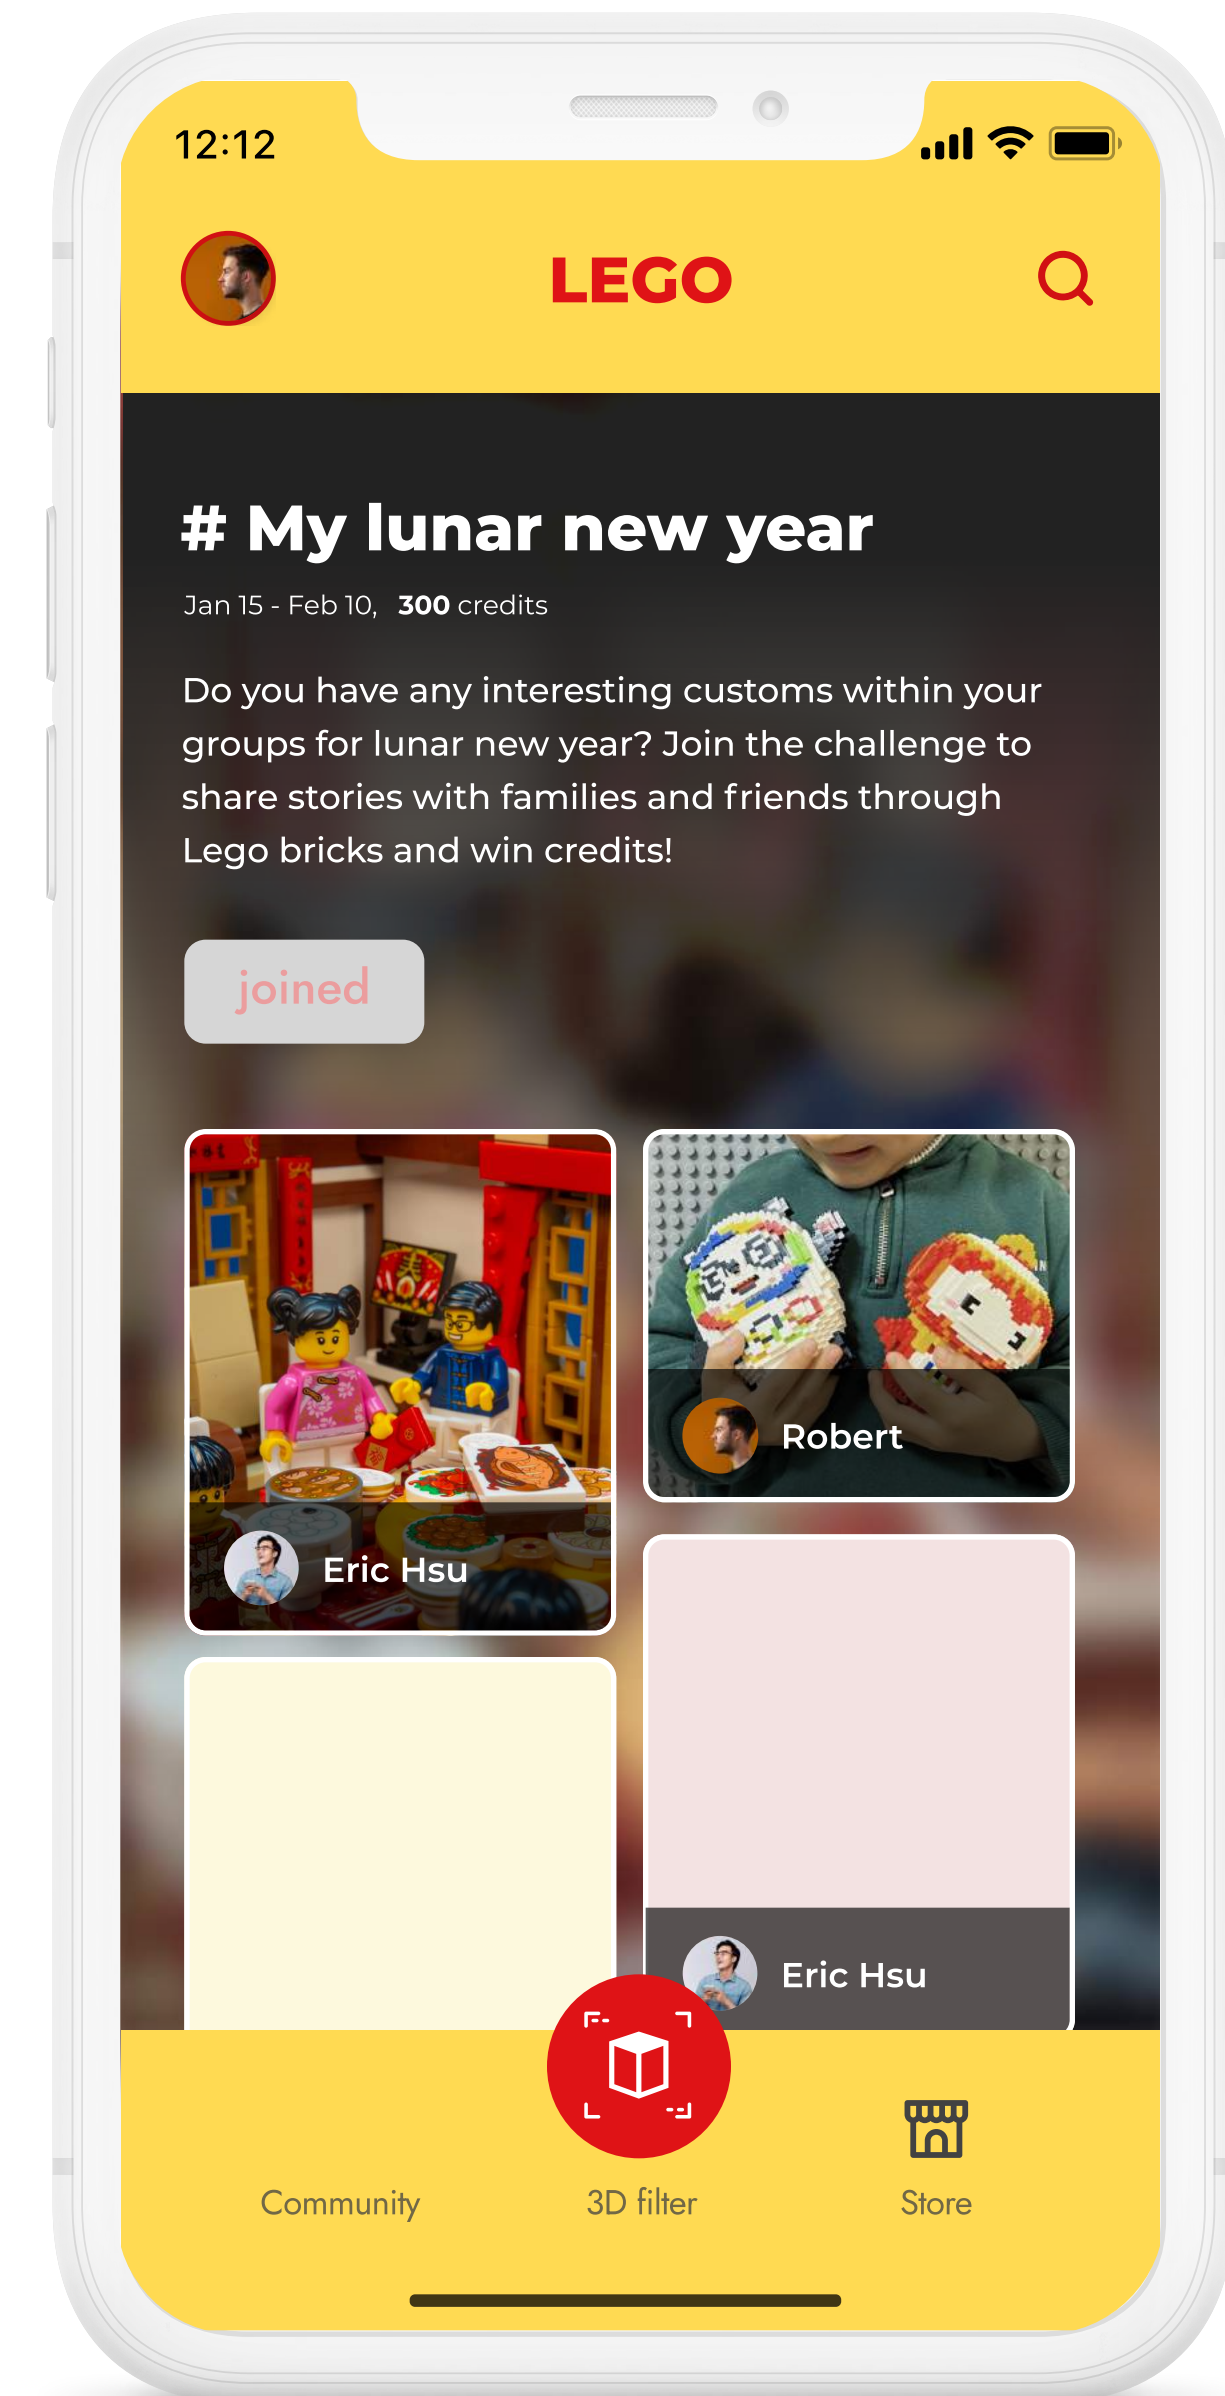 12:12
LEGO
# My lunar new year
Jan 15 - Feb 10, 300 credits
Do you have any interesting customs within your
groups for lunar new year? Join the challenge to
share stories with families and friends through
Lego bricks and win credits!
joined
Robert
Eric Hsu
Eric Hsu
Community
3D filter
Store